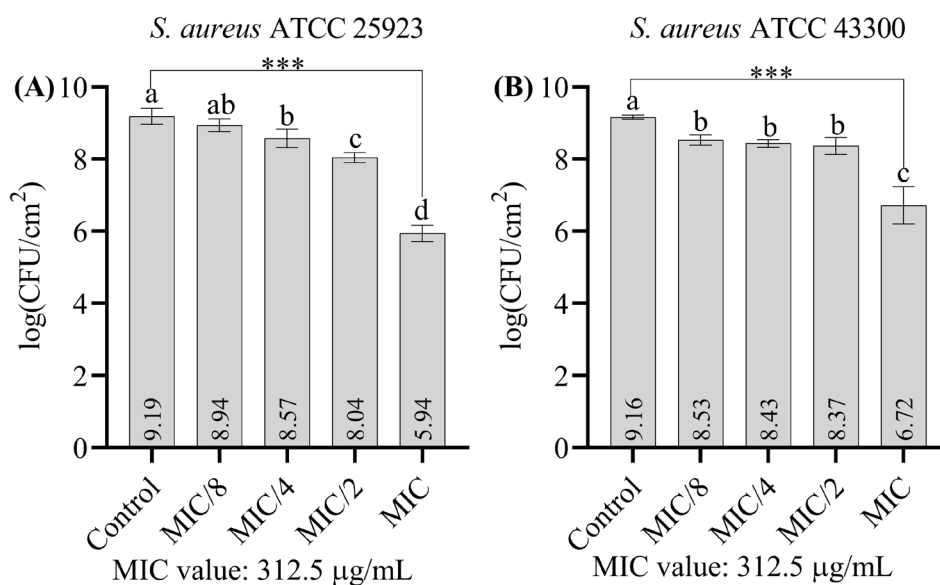 S. aureus ATCC 25923
(A)
***
log(CFU/cm²)
10
8
6
4
2
0
a
ab
b
c
d
9.19
8.94
8.57
8.04
5.94
Control
MIC/8
MIC/4
MIC/2
MIC
MIC value: 312.5 µg/mL
S. aureus ATCC 43300
(B)
***
log(CFU/cm²)
10
8
6
4
2
0
a
b
b
b
c
9.16
8.53
8.43
8.37
6.72
Control
MIC/8
MIC/4
MIC/2
MIC
MIC value: 312.5 µg/mL